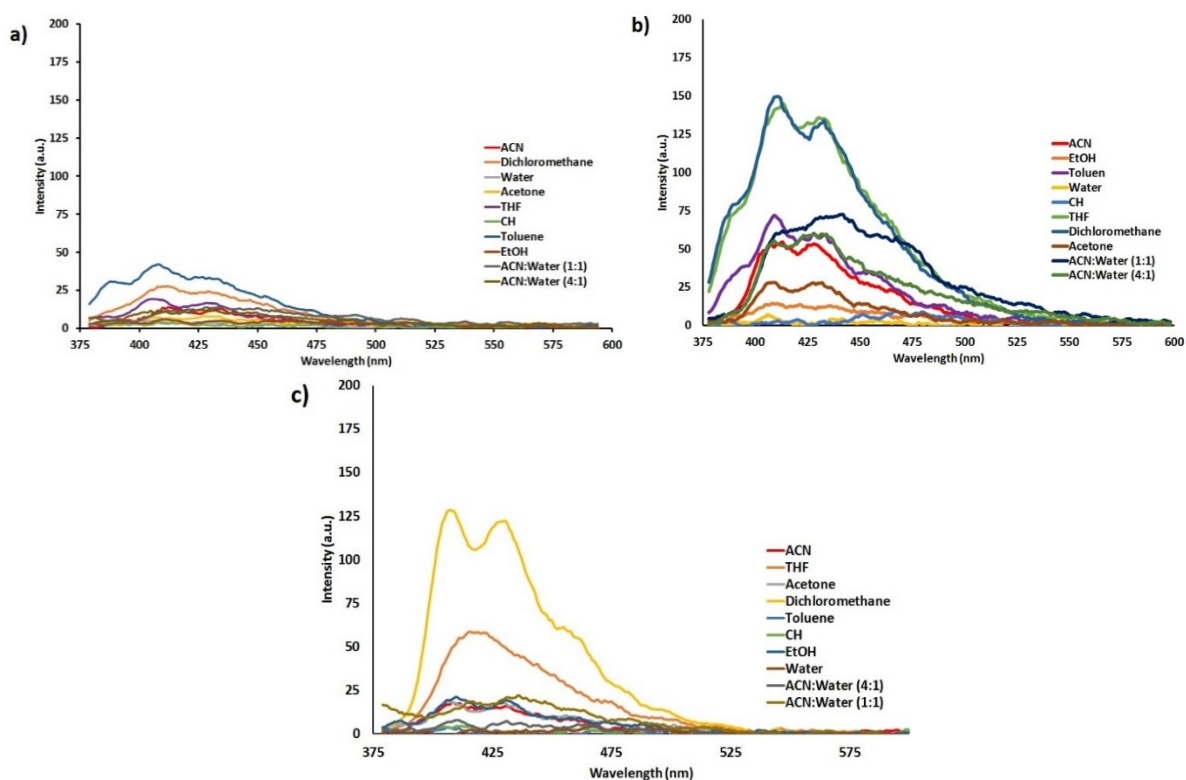 a)
Intensity (a.u.)
200
175
150
125
100
75
50
25
0
ACN
Dichloromethane
Water
Acetone
THF
CH
Toluene
EtOH
ACN:Water (1:1)
ACN:Water (4:1)
375 400 425 450 475 500 525 550 575 600
Wavelength (nm)
b)
Intensity (a.u.)
200
175
150
125
100
75
50
25
0
ACN
EtOH
Toluen
Water
CH
THF
Dichloromethane
Acetone
ACN:Water (1:1)
ACN:Water (4:1)
375 400 425 450 475 500 525 550 575 600
Wavelength (nm)
c)
Intensity (a.u.)
200
175
150
125
100
75
50
25
0
ACN
THF
Acetone
Dichloromethane
Toluene
CH
EtOH
Water
ACN:Water (4:1)
ACN:Water (1:1)
375 425 475 525 575
Wavelength (nm)